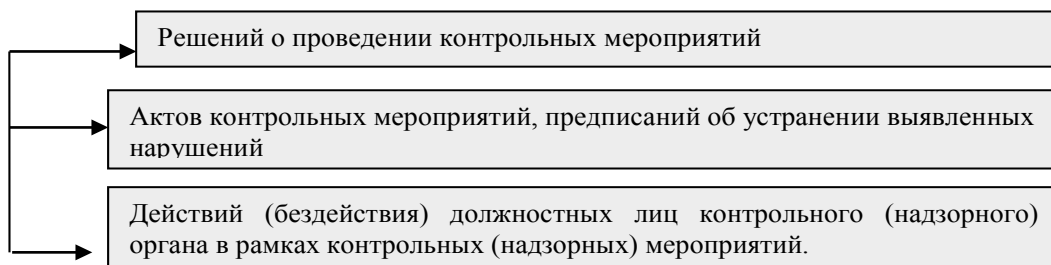 Решений о проведении контрольных мероприятий
Актов контрольных мероприятий, предписаний об устранении выявленных
нарушений
Действий (бездействия) должностных лиц контрольного (надзорного)
органа в рамках контрольных (надзорных) мероприятий.